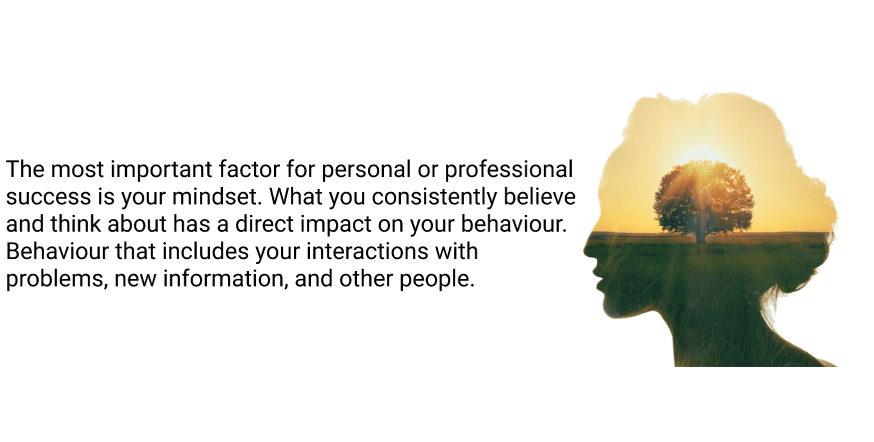 The most important factor for personal or professional
success is your mindset. What you consistently believe
and think about has a direct impact on your behaviour.
Behaviour that includes your interactions with
problems, new information, and other people.